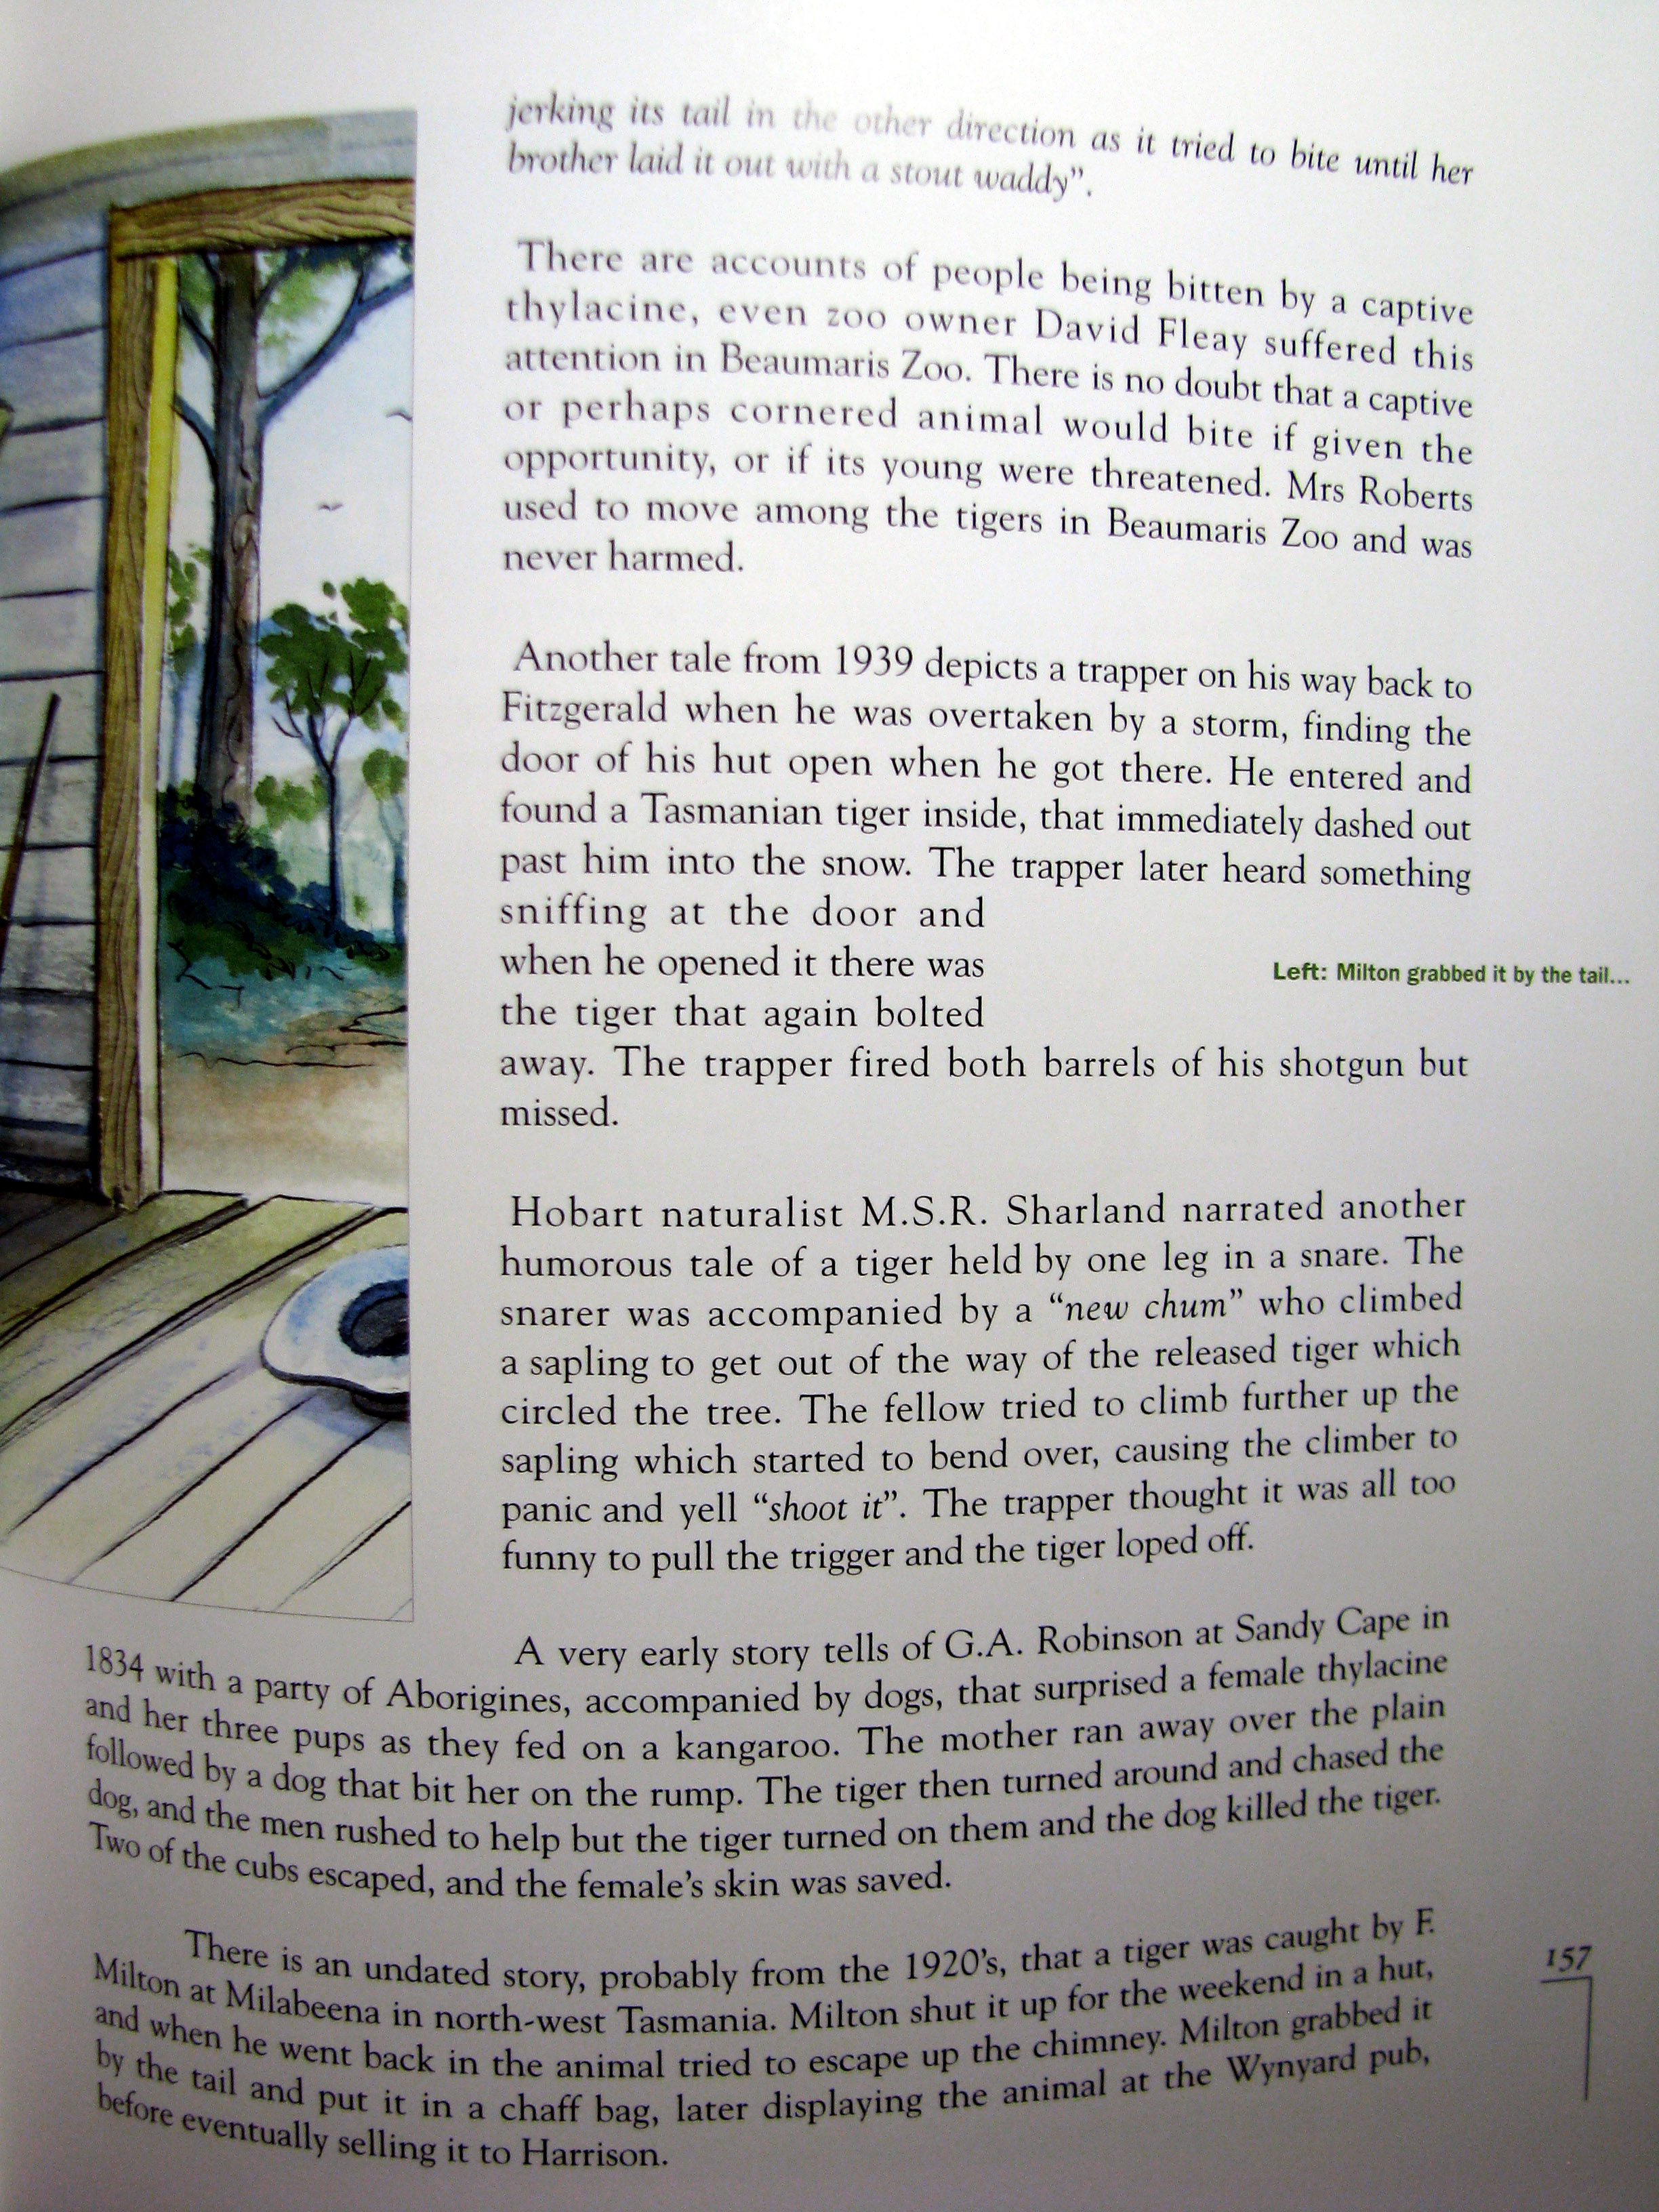 jerking its tail in the other direction as it tried to bite until her
brother laid it out with a stout waddy”.
There are accounts of people being bitten by a captive
thylacine, even zoo owner David Fleay suffered this
attention in Beaumaris Zoo. There is no doubt that a captive
or perhaps cornered animal would bite if given the
opportunity, or if its young were threatened. Mrs Roberts
used to move among the tigers in Beaumaris Zoo and was
never harmed.
Another tale from 1939 depicts a trapper on his way back to
Fitzgerald when he was overtaken by a storm, finding the
door of his hut open when he got there. He entered and
found a Tasmanian tiger inside, that immediately dashed out
past him into the snow. The trapper later heard something
sniffing at the door and
when he opened it there was
the tiger that again bolted
away. The trapper fired both barrels of his shotgun but
missed.
Left: Milton grabbed it by the tail...
Hobart naturalist M.S.R. Sharland narrated another
humorous tale of a tiger held by one leg in a snare. The
snarer was accompanied by a “new chum” who climbed
a sapling to get out of the way of the released tiger which
circled the tree. The fellow tried to climb further up the
sapling which started to bend over, causing the climber to
panic and yell “shoot it”. The trapper thought it was all too
funny to pull the trigger and the tiger loped off.
A very early story tells of G.A. Robinson at Sandy Cape in
1834 with a party of Aborigines, accompanied by dogs, that surprised a female thylacine
and her three pups as they fed on a kangaroo. The mother ran away over the plain
followed by a dog that bit her on the rump. The tiger then turned around and chased the
dog, and the men rushed to help but the tiger turned on them and the dog killed the tiger.
Two of the cubs escaped, and the female’s skin was saved.
There is an undated story, probably from the 1920’s, that a tiger was caught by F.
Milton at Milabeena in north-west Tasmania. Milton shut it up for the weekend in a hut,
and when he went back in the animal tried to escape up the chimney. Milton grabbed it
by the tail and put it in a chaff bag, later displaying the animal at the Wynyard pub,
before eventually selling it to Harrison.
157